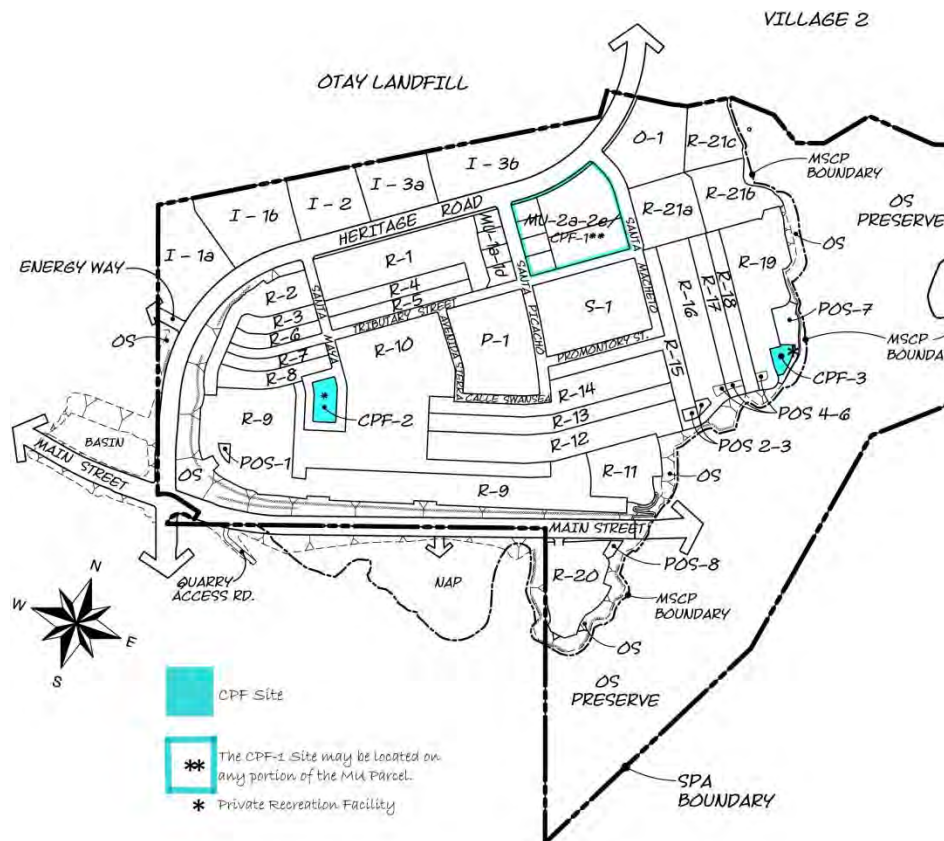 VILLAGE 2
OTAY LANDFILL
O-1
R-21c
MSCP
BOUNDARY
I - 3b
I - 3a
I - 2
I - 1b
I - 1a
HERITAGE ROAD
MU-1a-1d
MU-2a-2e/
CPF-1**
SANTA MACHETO
R-21a
R-21b
OS
PRESERVE
OS
ENERGY WAY
OS
R-1
R-2
R-3
R-4
R-5
R-6
R-7
R-8
SANTA MAYA
TRIBUTARY STREET
SANTA PICACHO
AVENIDA SIERRA
R-10
P-1
S-1
PROMONTORY ST.
CALLE SWANSEA
R-14
R-13
R-12
R-15
R-16
R-17
R-18
R-19
POS-7
MSCP
*
CPF-3
*
CPF-2
POS 4-6
POS 2-3
R-9
POS-1
BASIN
MAIN STREET
OS
R-11
OS
R-9
MAIN STREET
QUARRY
ACCESS RD.
NAP
R-20
POS-8
MSCP
BOUNDARY
OS
OS
PRESERVE
N
W
E
S
CPF Site
** The CPF-1 Site may be located on
any portion of the MU Parcel.
* Private Recreation Facility
SPA
BOUNDARY